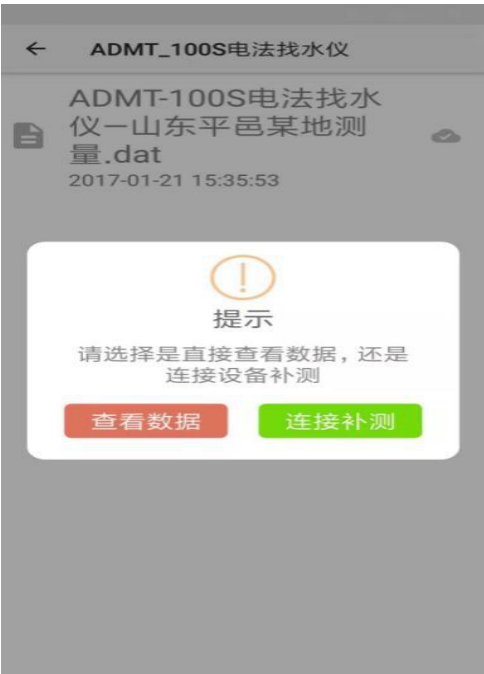 ADMT_100S电法找水仪
ADMT-100S电法找水
仪—山东平邑某地测
量.dat
2017-01-21 15:35:53
提示
请选择是直接查看数据，还是
连接设备补测
查看数据
连接补测